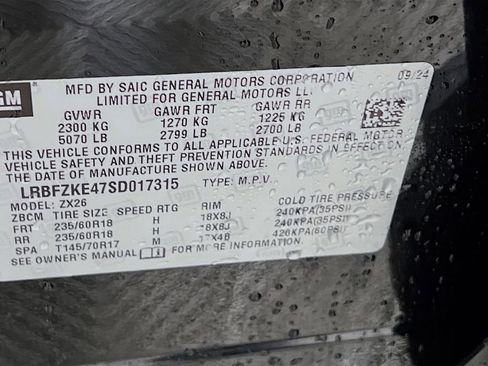 GM
MFD BY SAIC GENERAL MOTORS CORPORATION 09/24
LIMITED FOR GENERAL MOTORS LLC
GVWR GAWR FRT GAWR RR
2300 KG 1270 KG 1225 KG
5070 LB 2799 LB 2700 LB
THIS VEHICLE CONFORMS TO ALL APPLICABLE U.S. FEDERAL MOTOR
VEHICLE SAFETY AND THEFT PREVENTION STANDARDS IN EFFECT ON
THE DATE OF MANUFACTURE SHOWN ABOVE.
LRBFZKE47SD017315 TYPE: M.P.V.
MODEL: ZX26
ZBCM TIRE SIZE SPEED RTG RIM COLD TIRE PRESSURE
FRT 235/60R18 H 18X8J 240KPA(35PSI)
RR 235/60R18 H 18X8J 240KPA(35PSI)
SPA T145/70R17 M 17X4B 420KPA(60PSI)
SEE OWNER'S MANUAL FOR MORE INFORMATION.